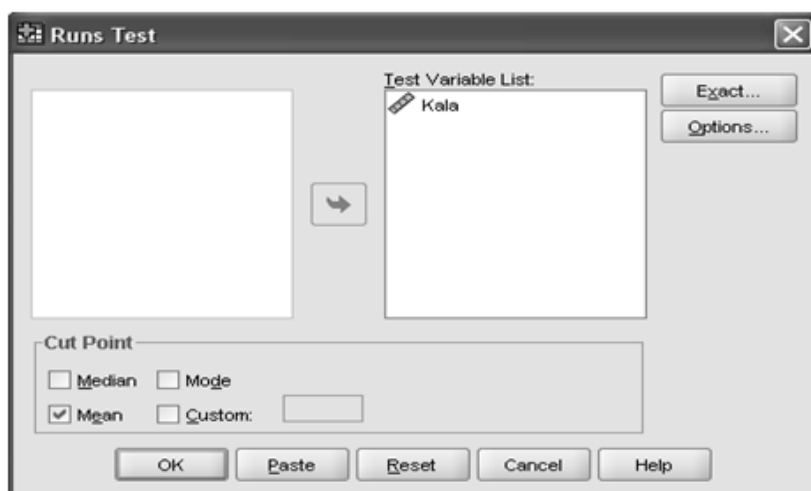 Runs Test
Test Variable List:
Kala
Exact...
Options...
Cut Point
Median
Mode
Mean
Custom:
OK
Paste
Reset
Cancel
Help